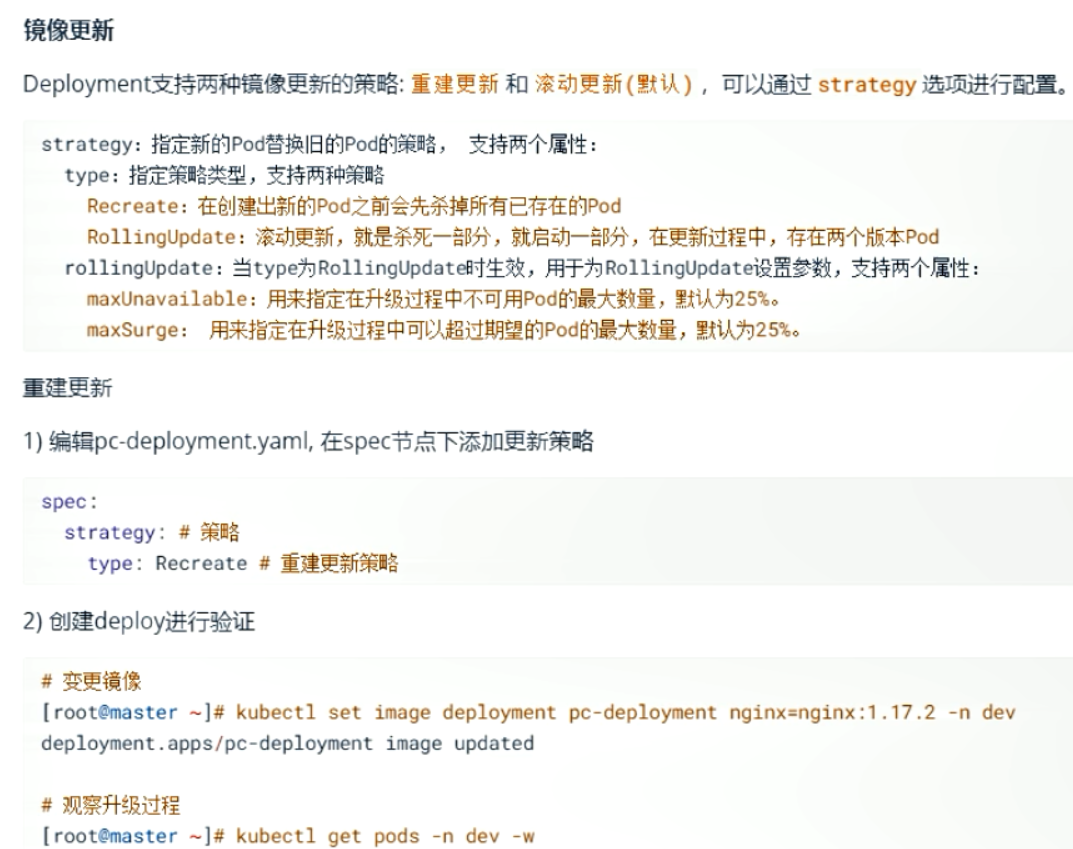 镜像更新
Deployment支持两种镜像更新的策略: 重建更新 和 滚动更新(默认) ，可以通过 strategy 选项进行配置。
strategy：指定新的Pod替换旧的Pod的策略， 支持两个属性：
type：指定策略类型，支持两种策略
Recreate：在创建出新的Pod之前会先杀掉所有已存在的Pod
RollingUpdate：滚动更新，就是杀死一部分，就启动一部分，在更新过程中，存在两个版本Pod
rollingUpdate：当type为RollingUpdate时生效，用于为RollingUpdate设置参数，支持两个属性：
maxUnavailable：用来指定在升级过程中不可用Pod的最大数量，默认为25%。
maxSurge： 用来指定在升级过程中可以超过期望的Pod的最大数量，默认为25%。
重建更新
1) 编辑pc-deployment.yaml, 在spec节点下添加更新策略
spec:
strategy: # 策略
type: Recreate # 重建更新策略
2) 创建deploy进行验证
# 变更镜像
[root@master ~]# kubectl set image deployment pc-deployment nginx=nginx:1.17.2 -n dev
deployment.apps/pc-deployment image updated
# 观察升级过程
[root@master ~]# kubectl get pods -n dev -w